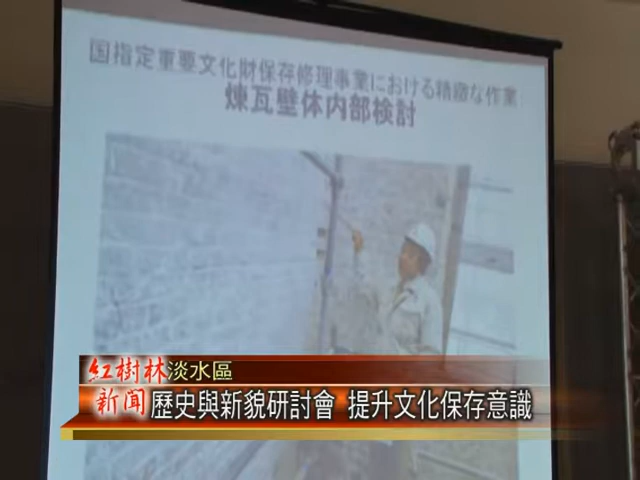 国指定重要文化財保存修理事業における精緻な作業
煉瓦壁体内部検討
紅樹林 淡水區
新聞 歷史與新貌研討會 提升文化保存意識